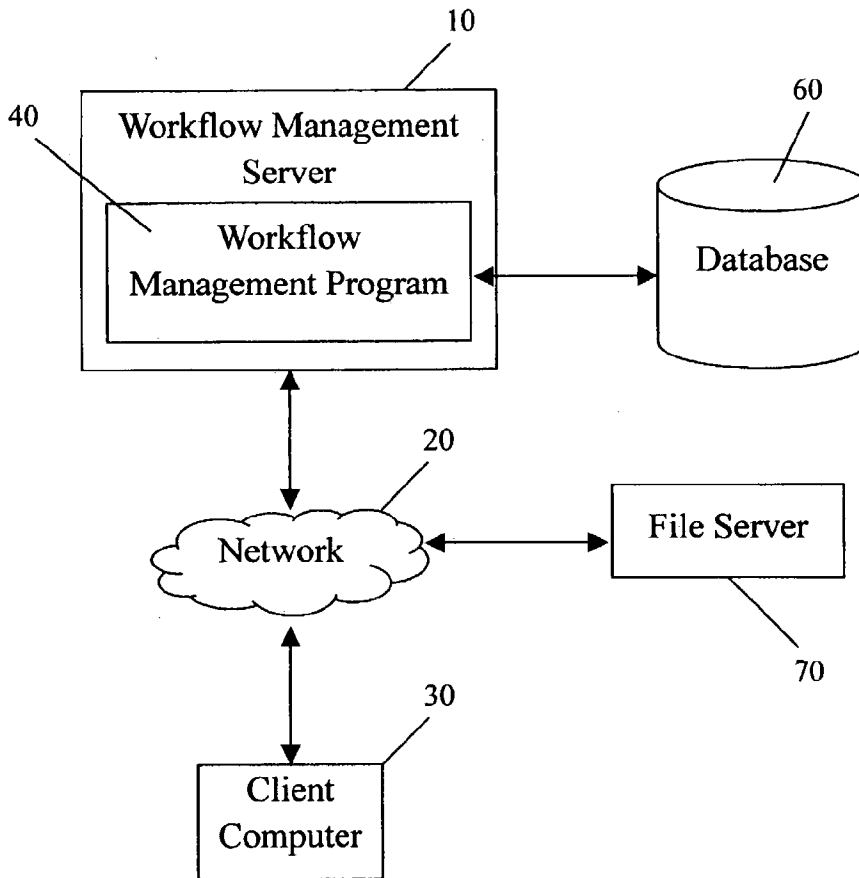 10
40
60
Workflow Management
Server
Workflow
Management Program
Database
20
Network
File Server
70
30
Client
Computer